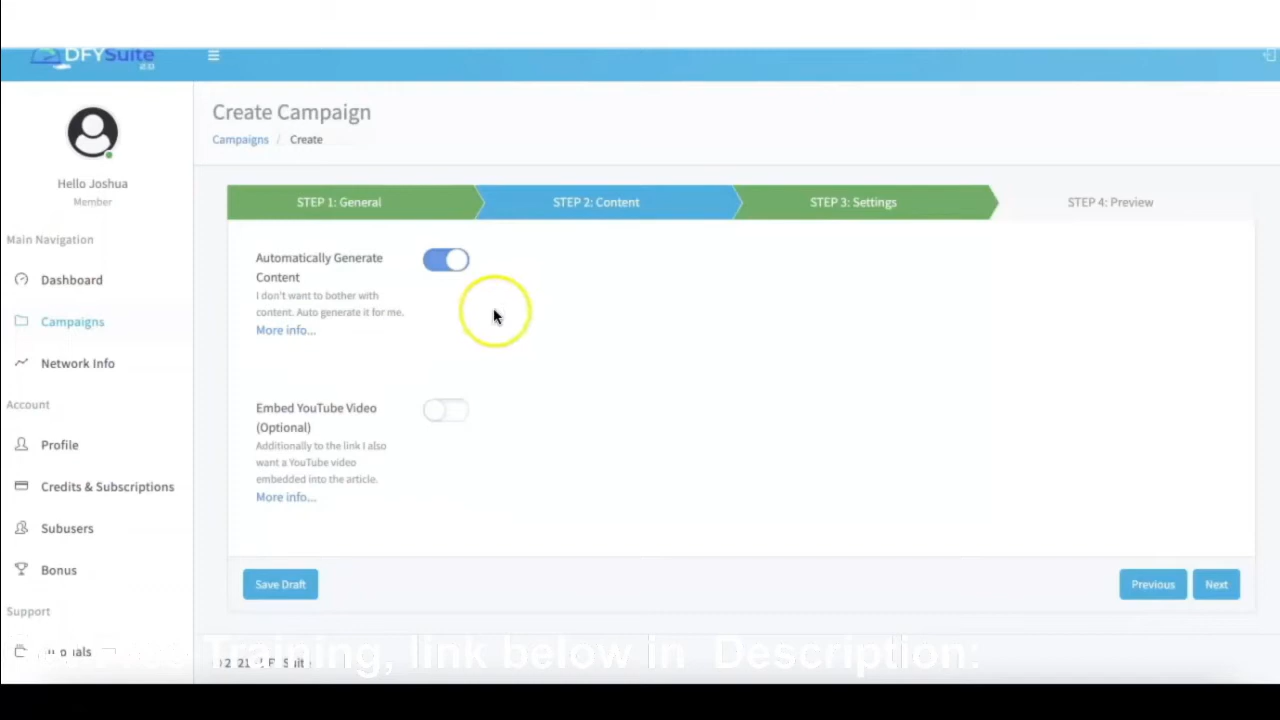 DFYSuite
2.0
Create Campaign
Campaigns / Create
Hello Joshua
Member
Main Navigation
Dashboard
Campaigns
Network Info
Account
Profile
Credits & Subscriptions
Subusers
Bonus
Support
STEP 1: General
STEP 2: Content
STEP 3: Settings
STEP 4: Preview
Automatically Generate
Content
I don't want to bother with
content. Auto generate it for me.
More info...
Embed YouTube Video
(Optional)
Additionally to the link I also
want a YouTube video
embedded into the article.
More info...
Save Draft
Previous
Next
Training, link below in Description: